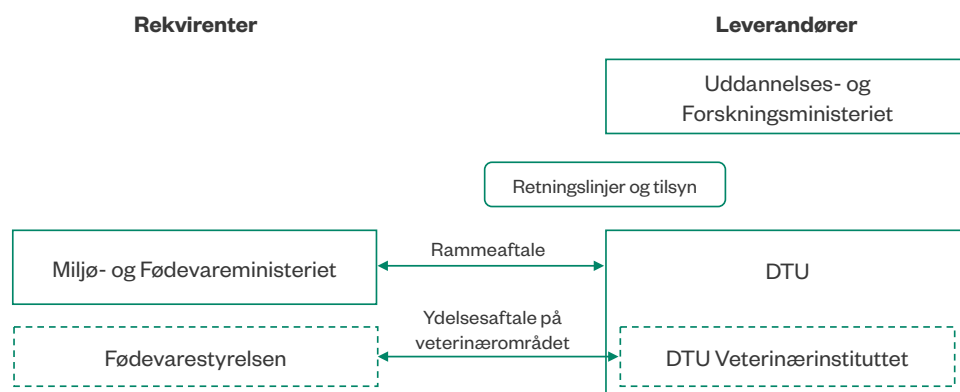 Rekvirenter
Leverandører
Uddannelses- og
Forskningsministeriet
Retningslinjer og tilsyn
Miljø- og Fødevareministeriet
Rammeaftale
DTU
Fødevarestyrelsen
Ydelsesaftale på
veterinærområdet
DTU Veterinærinstituttet